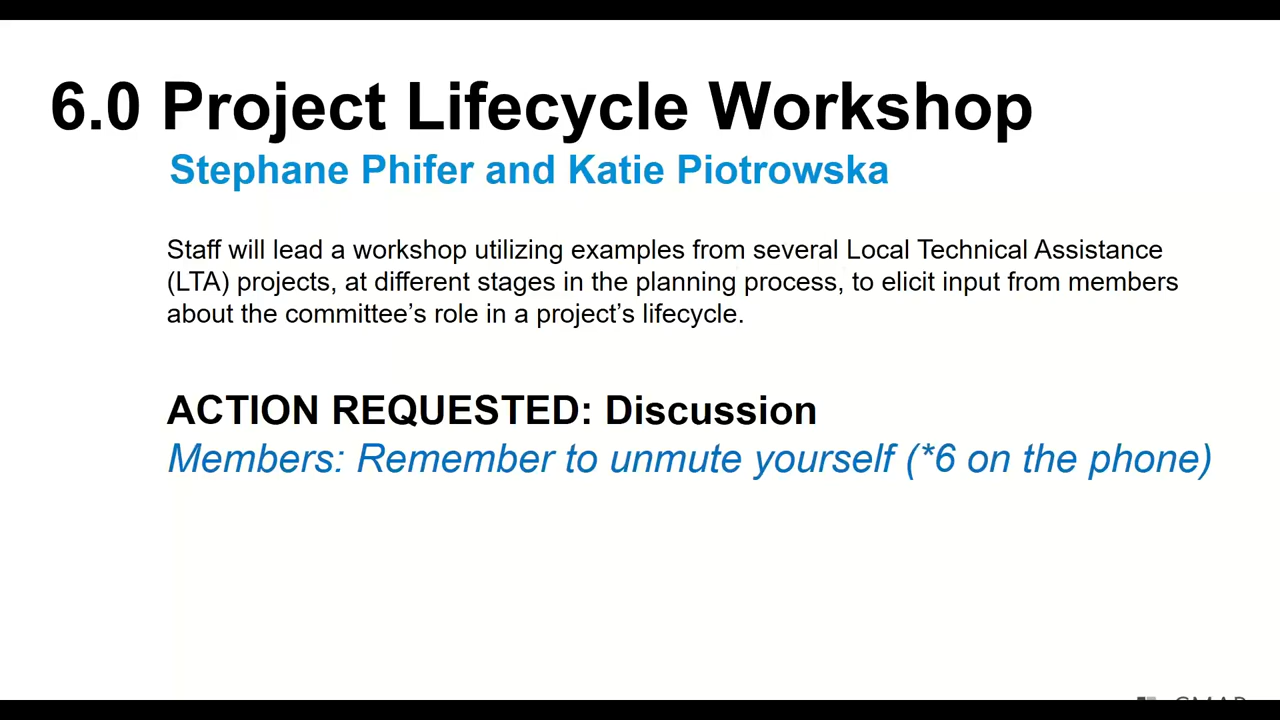 6.0 Project Lifecycle Workshop
Stephane Phifer and Katie Piotrowska
Staff will lead a workshop utilizing examples from several Local Technical Assistance
(LTA) projects, at different stages in the planning process, to elicit input from members
about the committee’s role in a project’s lifecycle.
ACTION REQUESTED: Discussion
Members: Remember to unmute yourself (*6 on the phone)